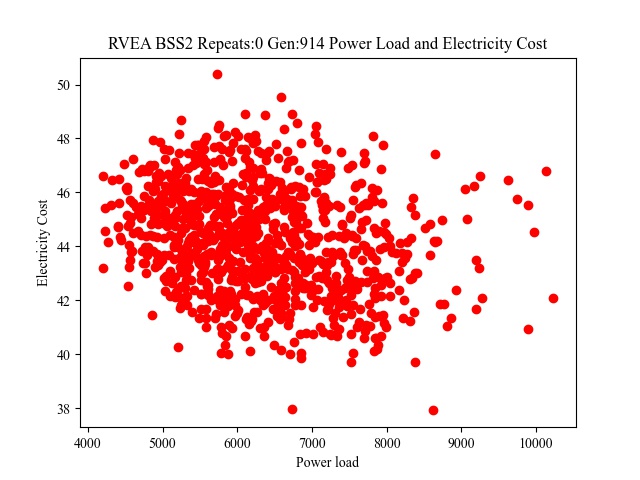 RVEA BSS2 Repeats:0 Gen:914 Power Load and Electricity Cost
50
48
46
44
42
40
38
Electricity Cost
4000 5000 6000 7000 8000 9000 10000
Power load